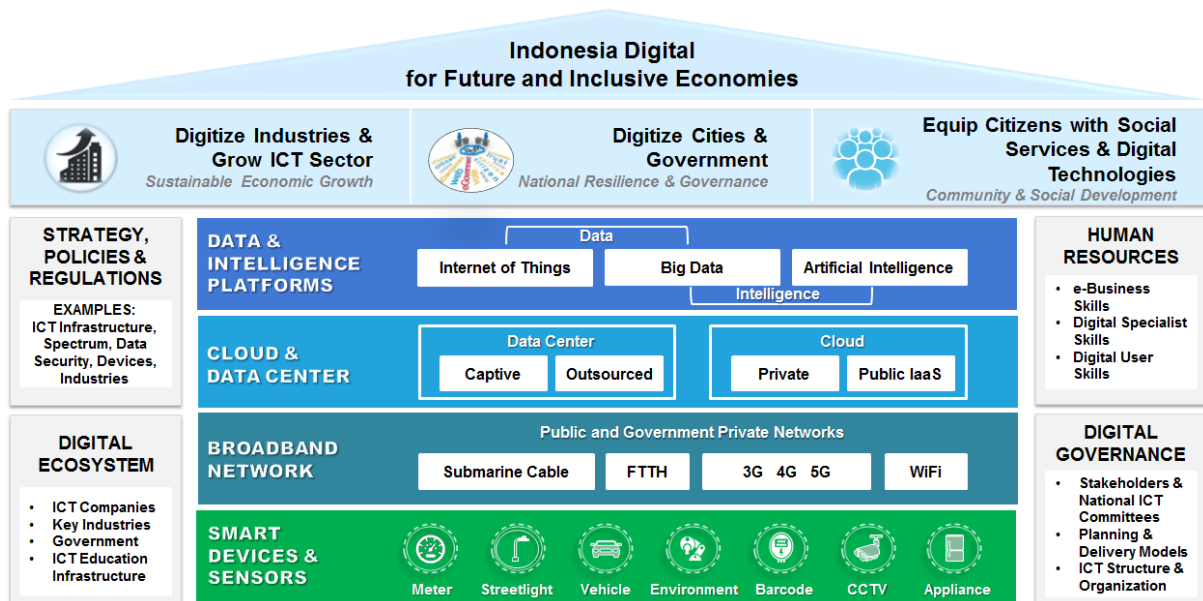 Indonesia Digital
for Future and Inclusive Economies
Digitize Industries &
Grow ICT Sector
Sustainable Economic Growth
Digitize Cities &
Government
National Resilience & Governance
Equip Citizens with Social
Services & Digital
Technologies
Community & Social Development
STRATEGY,
POLICIES &
REGULATIONS
EXAMPLES:
ICT Infrastructure,
Spectrum, Data
Security, Devices,
Industries
DIGITAL
ECOSYSTEM
• ICT Companies
• Key Industries
• Government
• ICT Education
Infrastructure
DATA &
INTELLIGENCE
PLATFORMS
Data
Internet of Things
Big Data
Artificial Intelligence
Intelligence
CLOUD &
DATA CENTER
Data Center
Captive
Outsourced
Cloud
Private
Public IaaS
BROADBAND
NETWORK
Public and Government Private Networks
Submarine Cable
FTTH
3G 4G 5G
WiFi
SMART
DEVICES &
SENSORS
Meter
Streetlight
Vehicle
Environment
Barcode
CCTV
Appliance
HUMAN
RESOURCES
• e-Business
Skills
• Digital Specialist
Skills
• Digital User
Skills
DIGITAL
GOVERNANCE
• Stakeholders &
National ICT
Committees
• Planning &
Delivery Models
• ICT Structure &
Organization